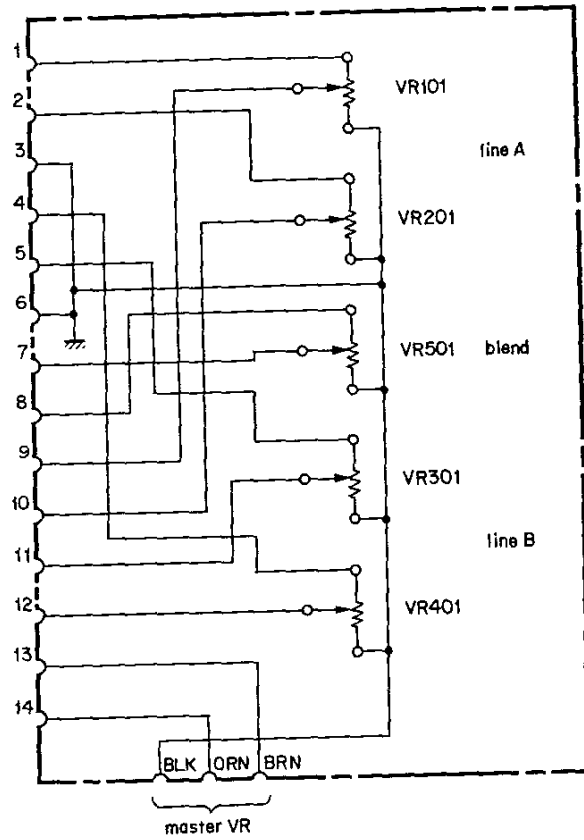 1
VR101
2
line A
3
4
VR201
5
6
7
VR501 blend
8
9
VR301
10
11
line B
12
VR401
13
14
BLK ORN BRN
master VR